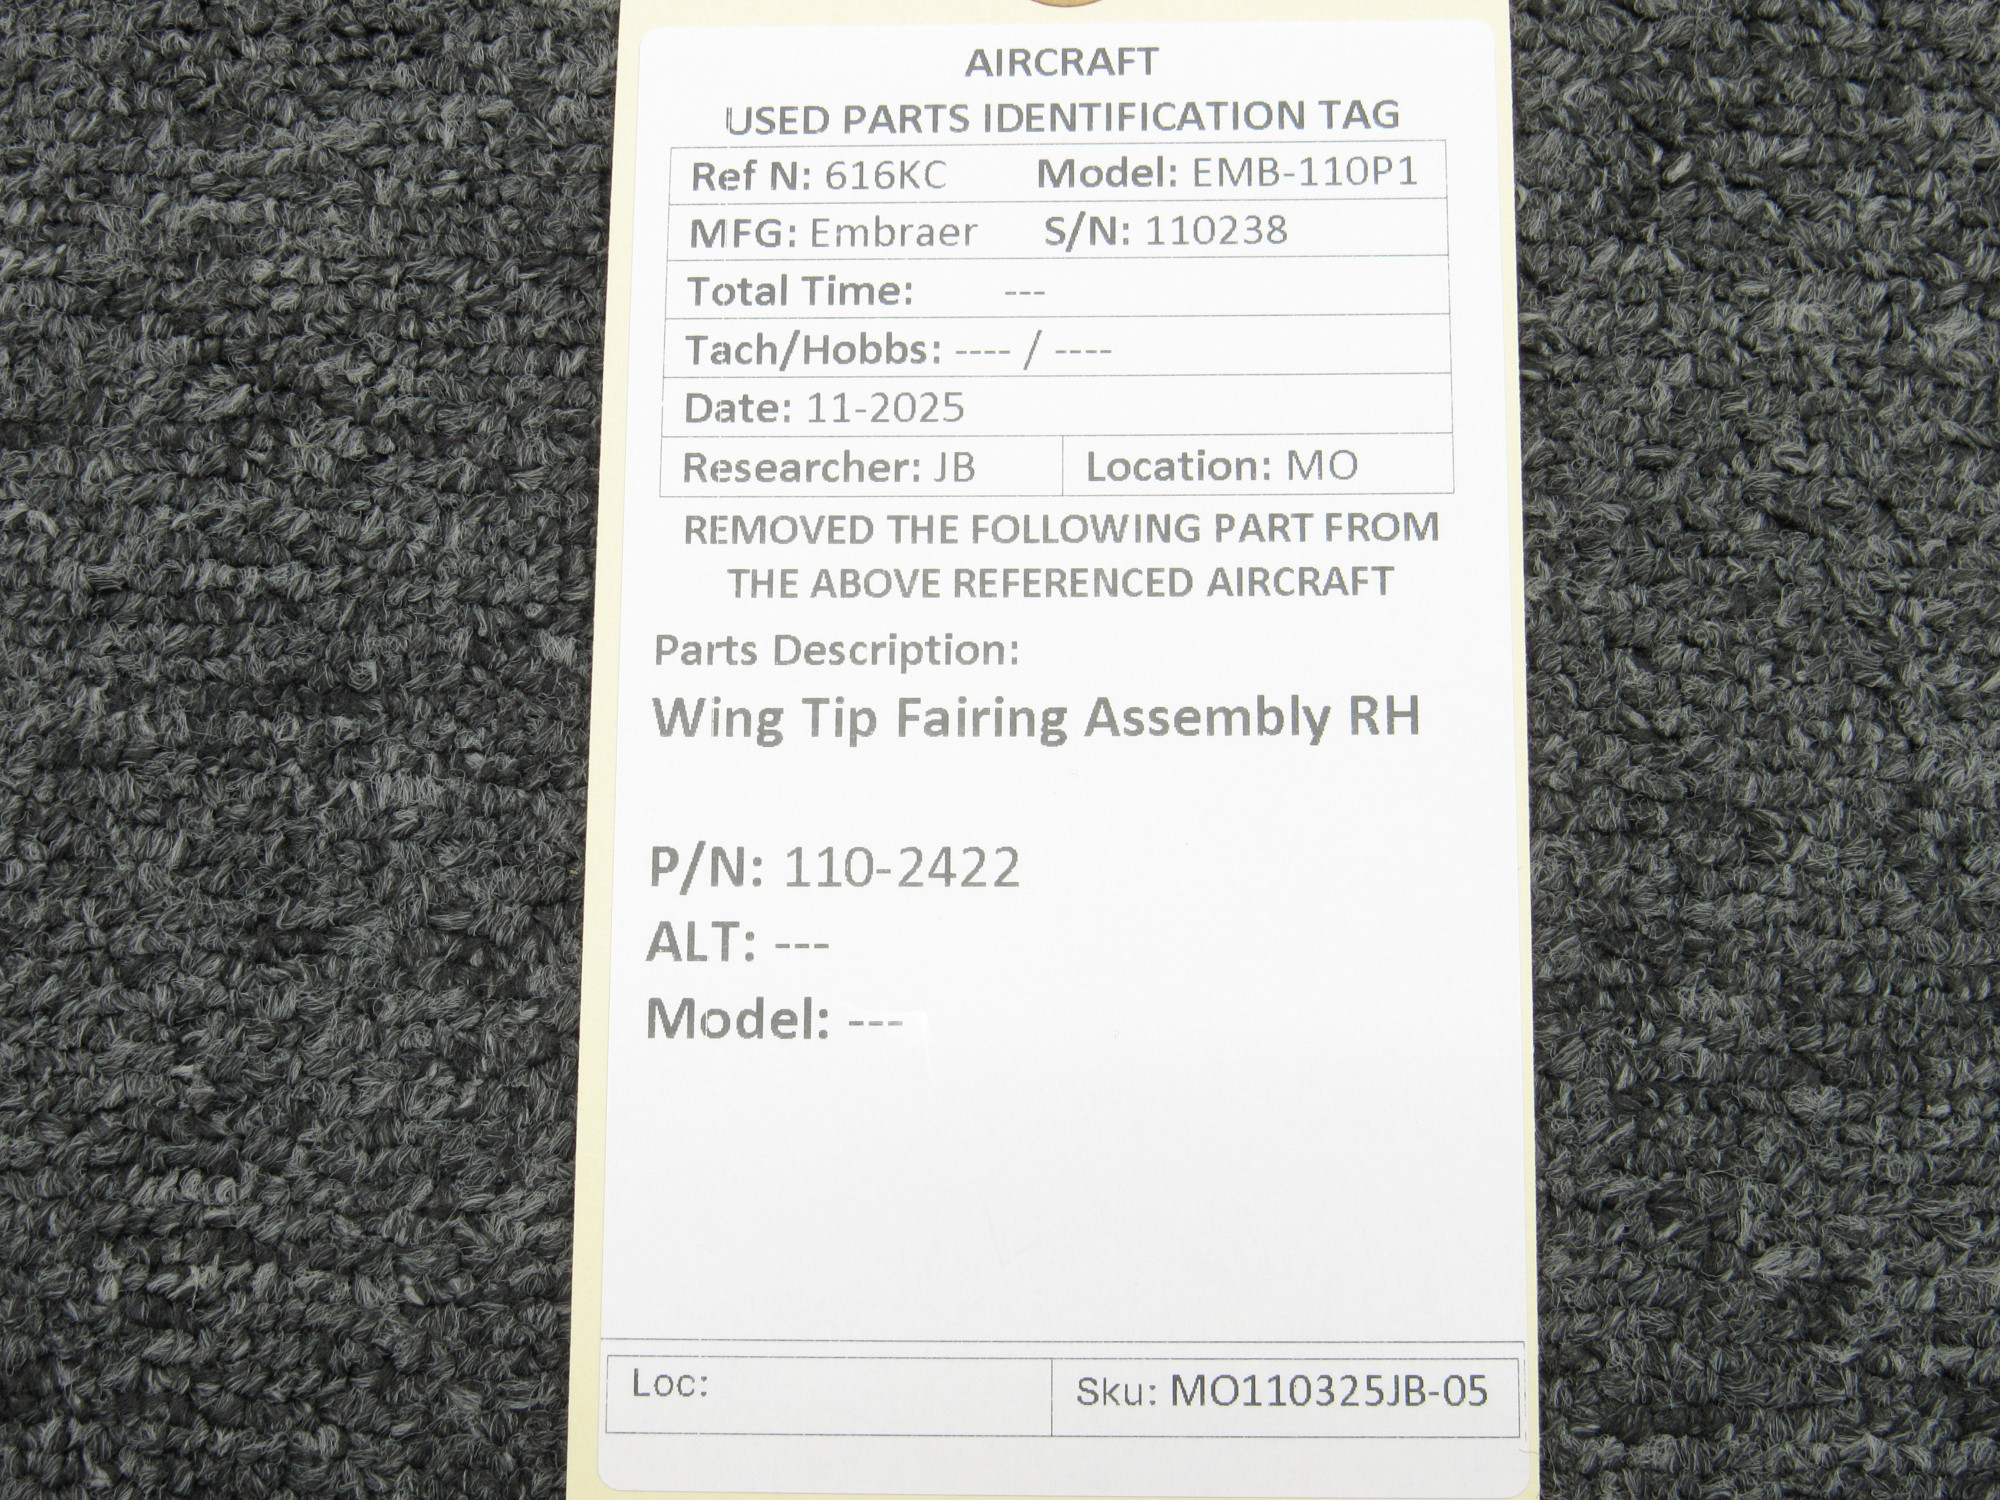 AIRCRAFT
USED PARTS IDENTIFICATION TAG
Ref N: 616KC Model: EMB-110P1
MFG: Embraer S/N: 110238
Total Time: ---
Tach/Hobbs: ---- / ----
Date: 11-2025
Researcher: JB Location: MO
REMOVED THE FOLLOWING PART FROM
THE ABOVE REFERENCED AIRCRAFT
Parts Description:
Wing Tip Fairing Assembly RH
P/N: 110-2422
ALT: ---
Model: ---
Loc: Sku: MO110325JB-05